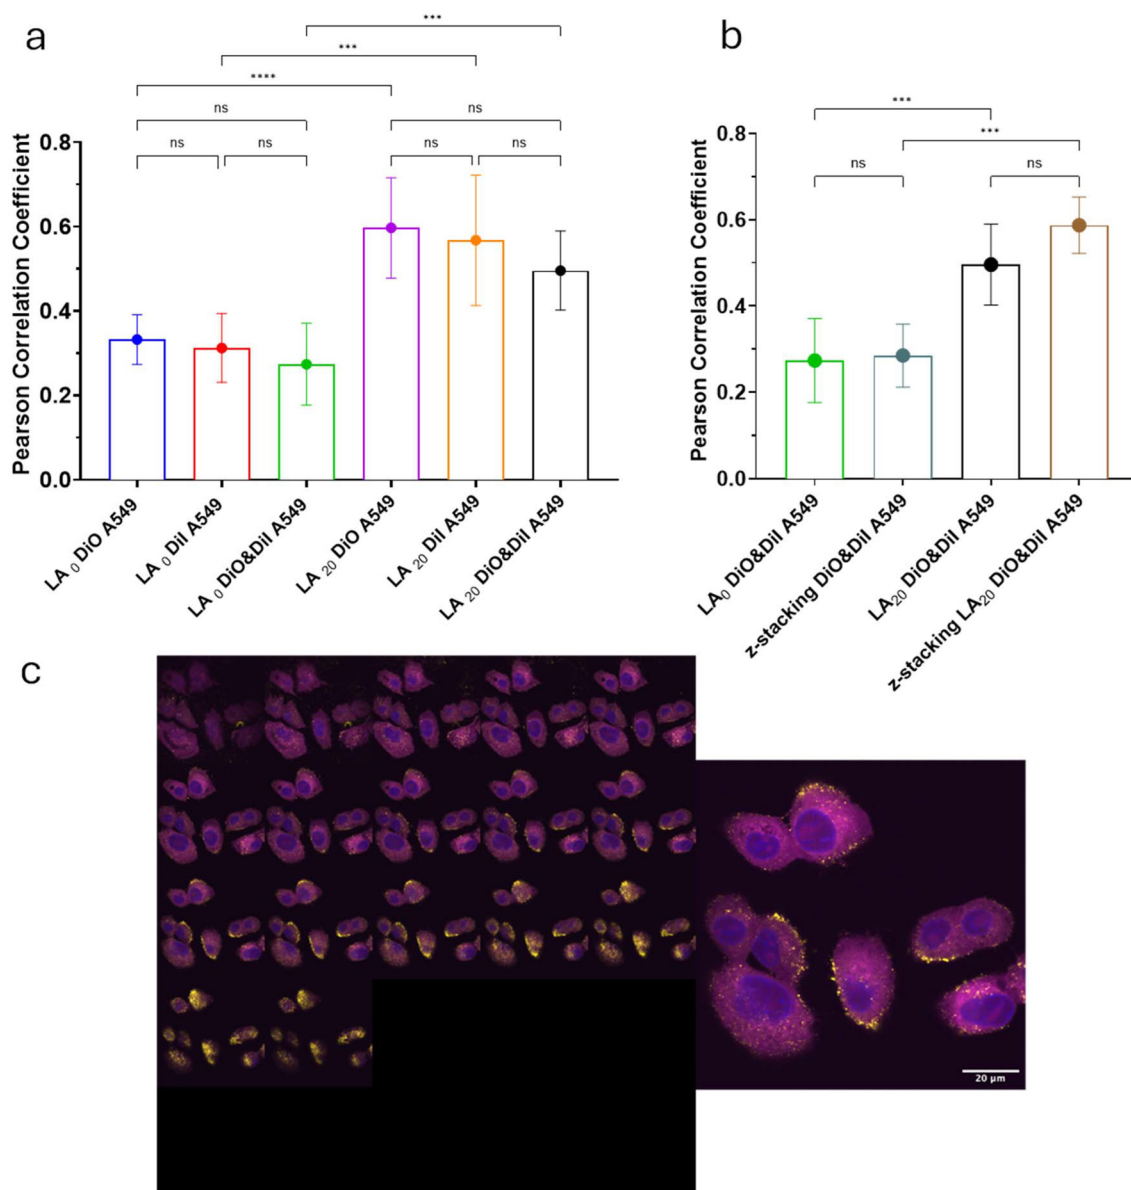 a
***
***
****
ns
ns
ns
ns
ns
ns
Pearson Correlation Coefficient
0.8
0.6
0.4
0.2
0.0
LA 0 DiO A549
LA 0 DiI A549
LA 0 DiO&DiI A549
LA 20 DiO A549
LA 20 DiI A549
LA 20 DiO&DiI A549
b
***
***
ns
ns
Pearson Correlation Coefficient
0.8
0.6
0.4
0.2
0.0
LA0 DiO&DiI A549
z-stacking DiO&DiI A549
LA20 DiO&DiI A549
z-stacking LA20 DiO&DiI A549
c
20 µm